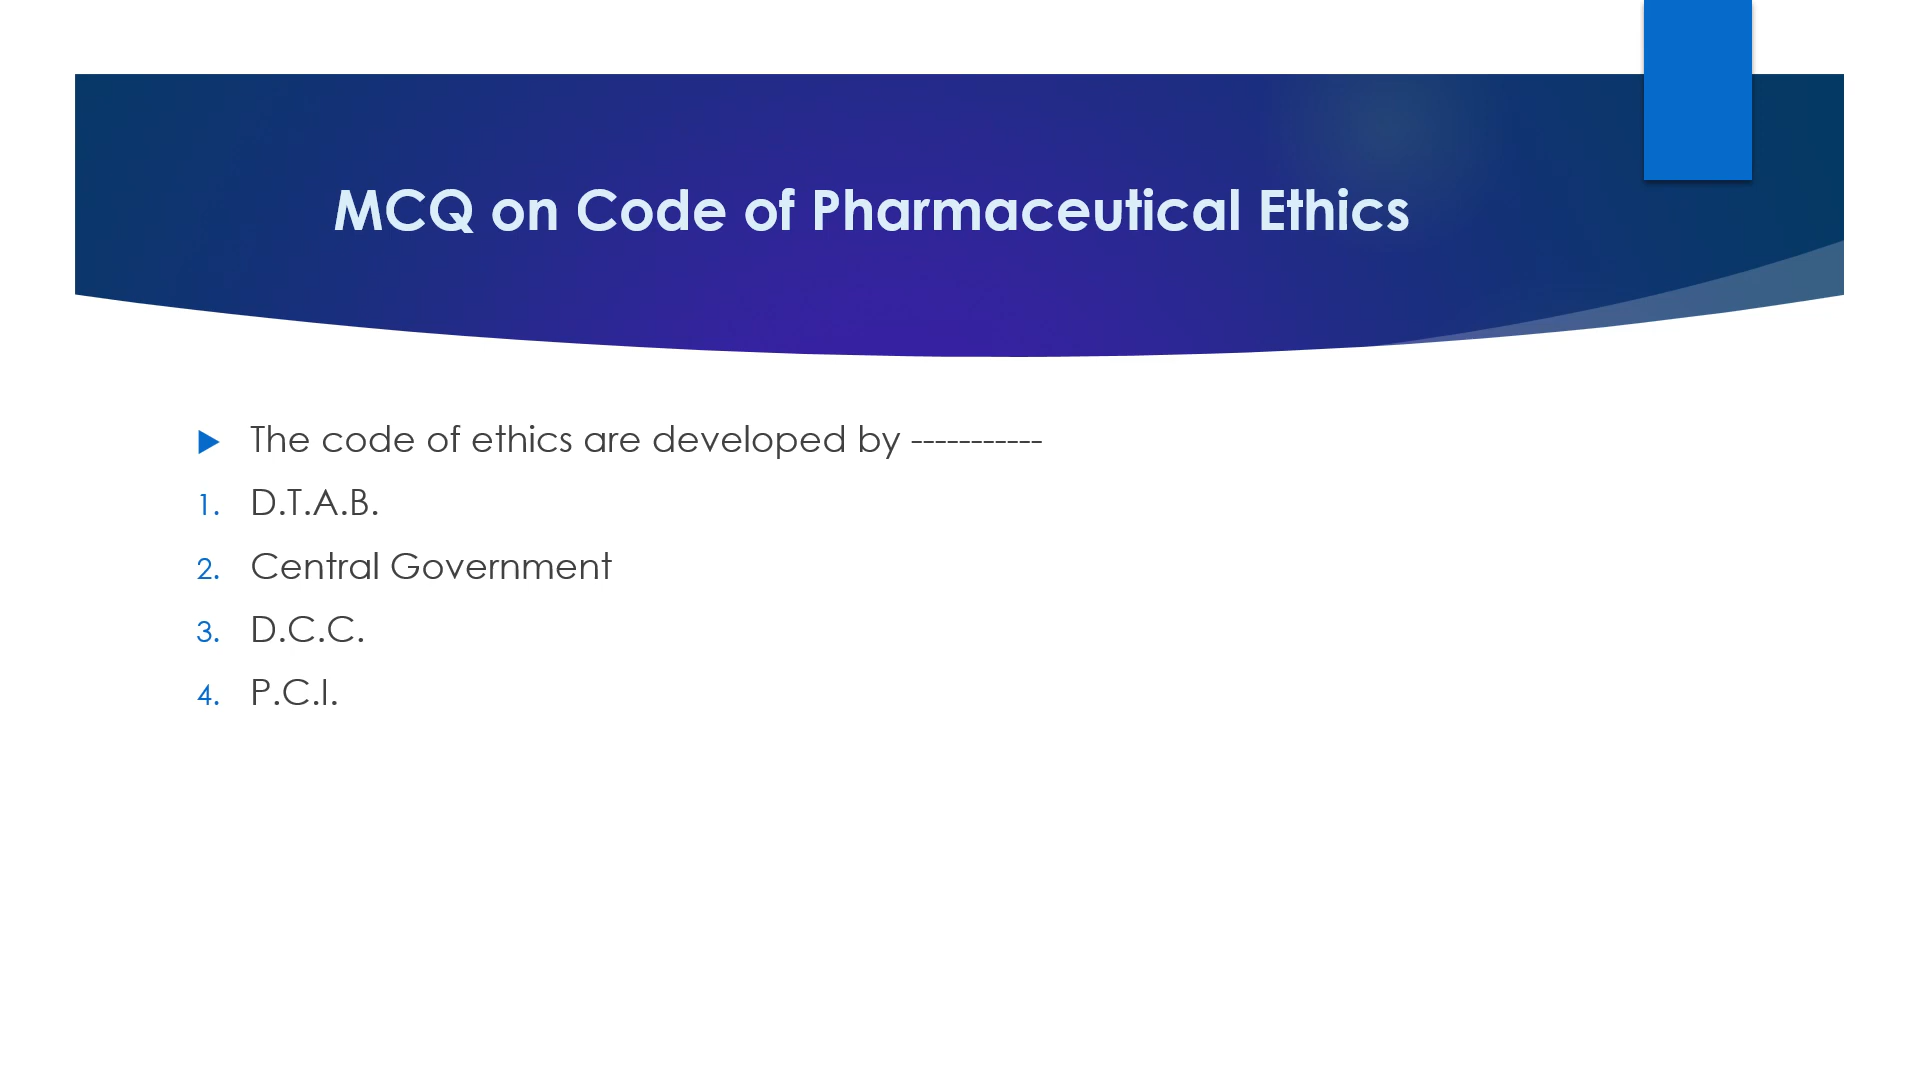 MCQ on Code of Pharmaceutical Ethics
The code of ethics are developed by -----------
1. D.T.A.B.
2. Central Government
3. D.C.C.
4. P.C.I.